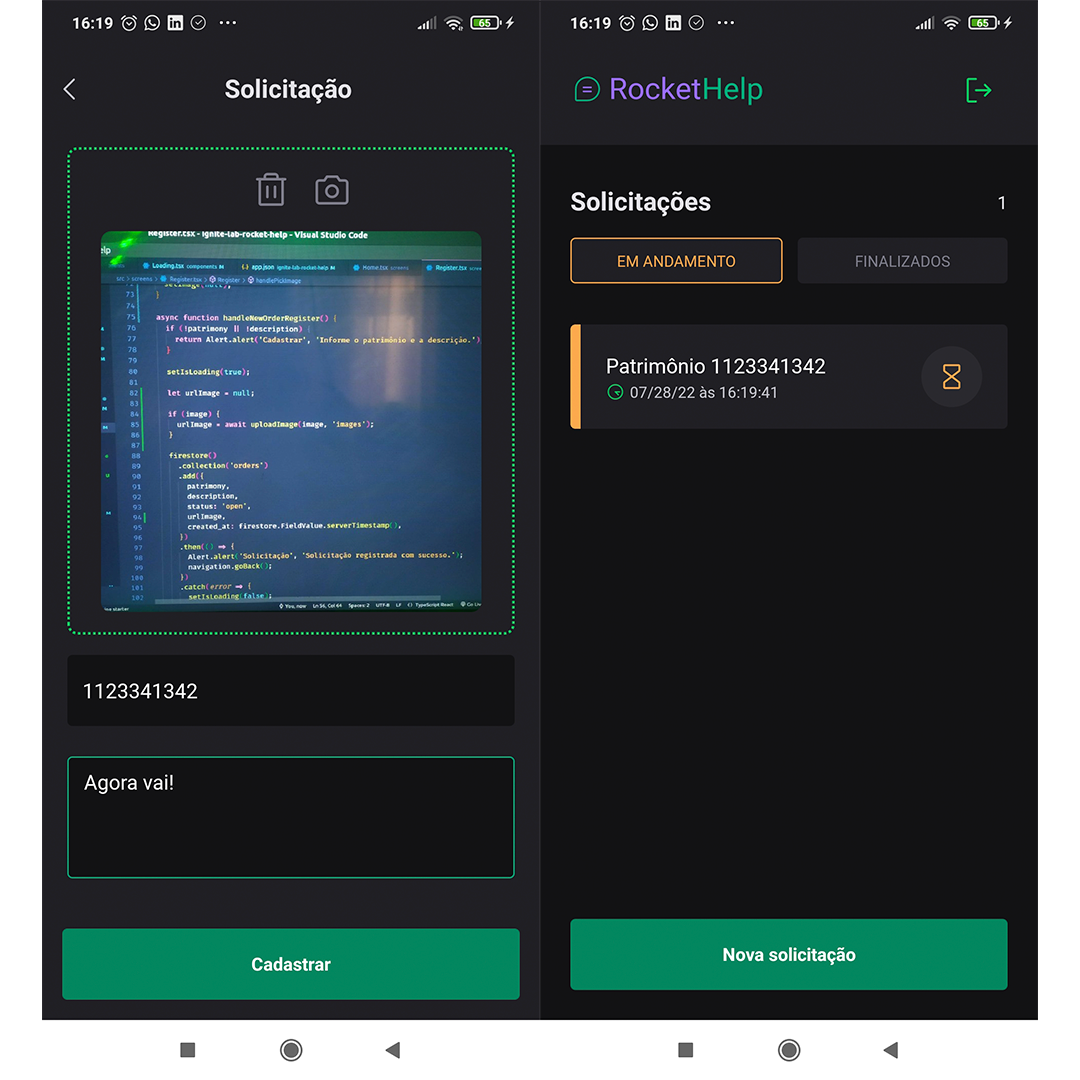 16:19
65
Solicitação
Register.tsx - ignite-lab-rocket-help - Visual Studio Code
elp
Loading.tsx components M
app.json ignite-lab-rocket-help M
Home.tsx screens
Register.tsx
src > screens > Register.tsx > Register > handlePickImage
setImage(null);
73 }
74
75 async function handleNewOrderRegister() {
76 if (!patrimony || !description) {
77 return Alert.alert('Cadastrar', 'Informe o patrimônio e a descrição.')
78 }
79
80 setIsLoading(true);
81
82 let urlImage = null;
83
84 if (image) {
85 urlImage = await uploadImage(image, 'images');
86 }
87
88 firestore()
89 .collection('orders')
90 .add({
91 patrimony,
92 description,
93 status: 'open',
94 urlImage,
95 created_at: firestore.FieldValue.serverTimestamp(),
96 })
97 .then(() => {
98 Alert.alert('Solicitação', 'Solicitação registrada com sucesso.');
99 navigation.goBack();
100 })
101 .catch(error => {
102 setIsLoading(false);
You, now Ln 56, Col 64 Spaces: 2 UTF-8 LF {} TypeScript React Go Liv
1123341342
Agora vai!
Cadastrar
16:19
65
RocketHelp
Solicitações 1
EM ANDAMENTO FINALIZADOS
Patrimônio 1123341342
07/28/22 às 16:19:41
Nova solicitação